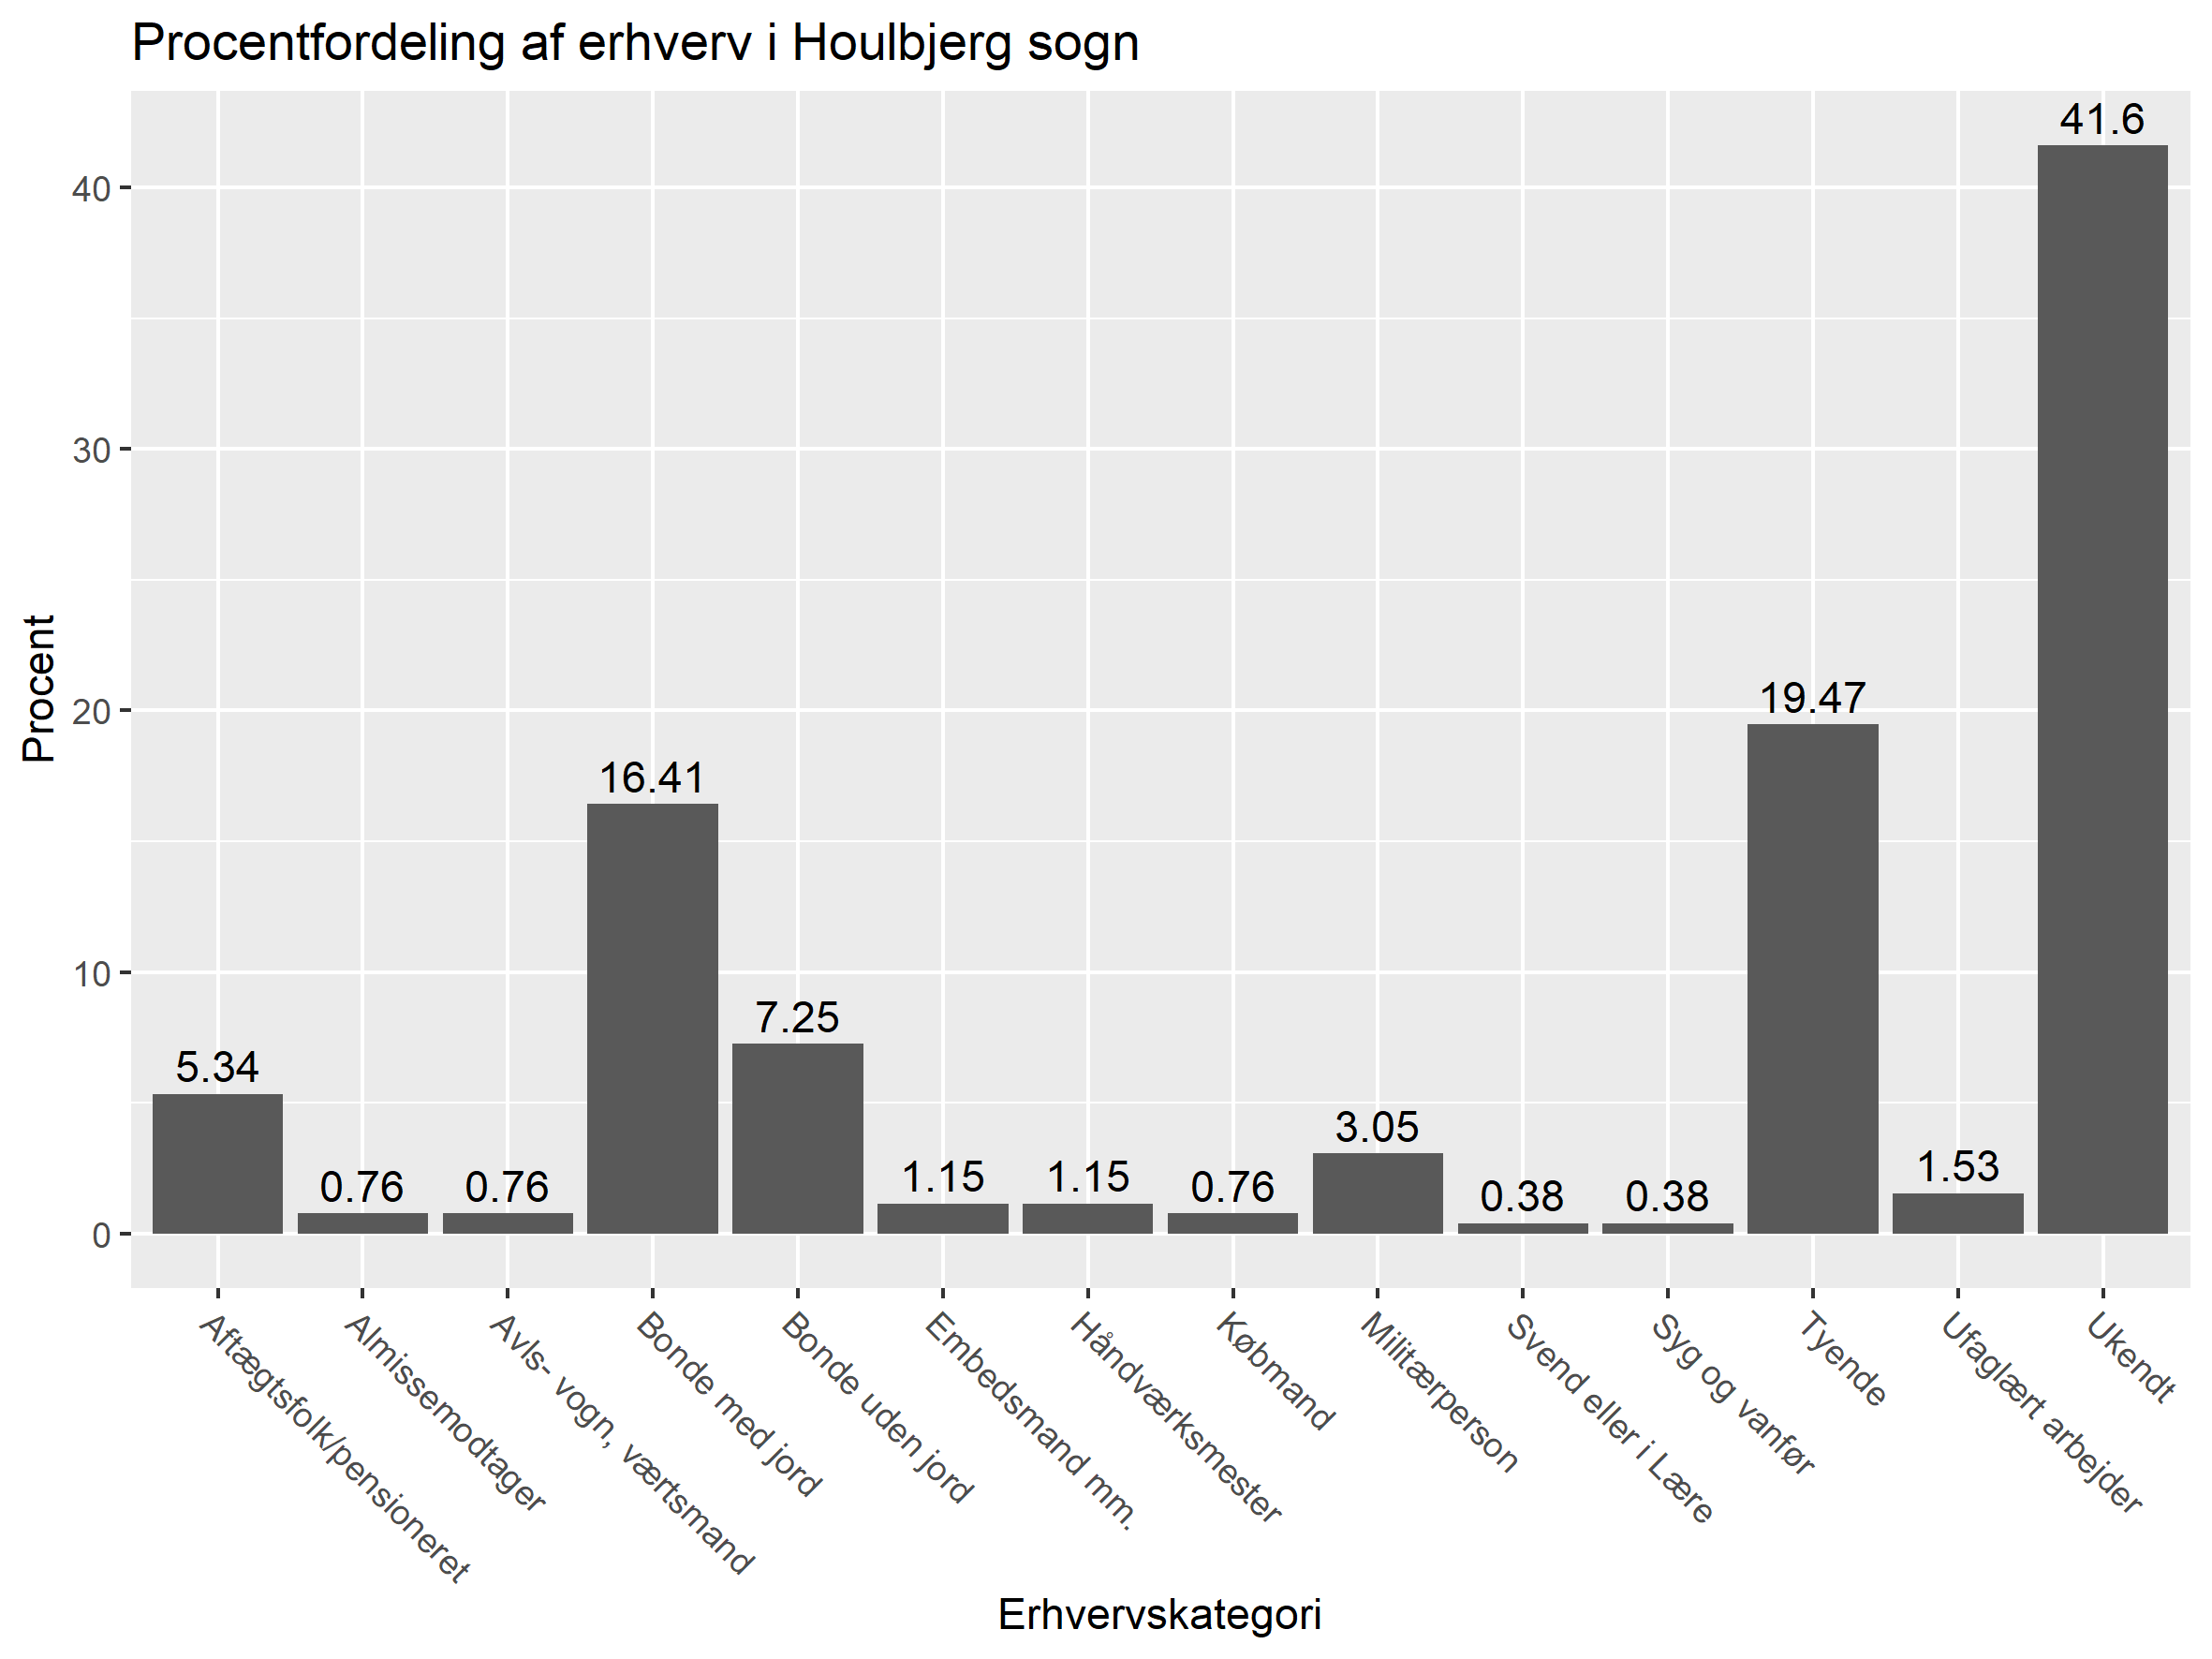 Procentfordeling af erhverv i Houlbjerg sogn
Procent
40
30
20
10
0
5.34
0.76
0.76
16.41
7.25
1.15
1.15
0.76
3.05
0.38
0.38
19.47
1.53
41.6
Aftægtsfolk/pensioneret
Almissemodtager
Avls- vogn, værtsmand
Bonde med jord
Bonde uden jord
Embedsmand mm.
Håndværksmester
Købmand
Militærperson
Svend eller i Lære
Syg og vanfør
Tyende
Ufaglært arbejder
Ukendt
Erhvervskategori